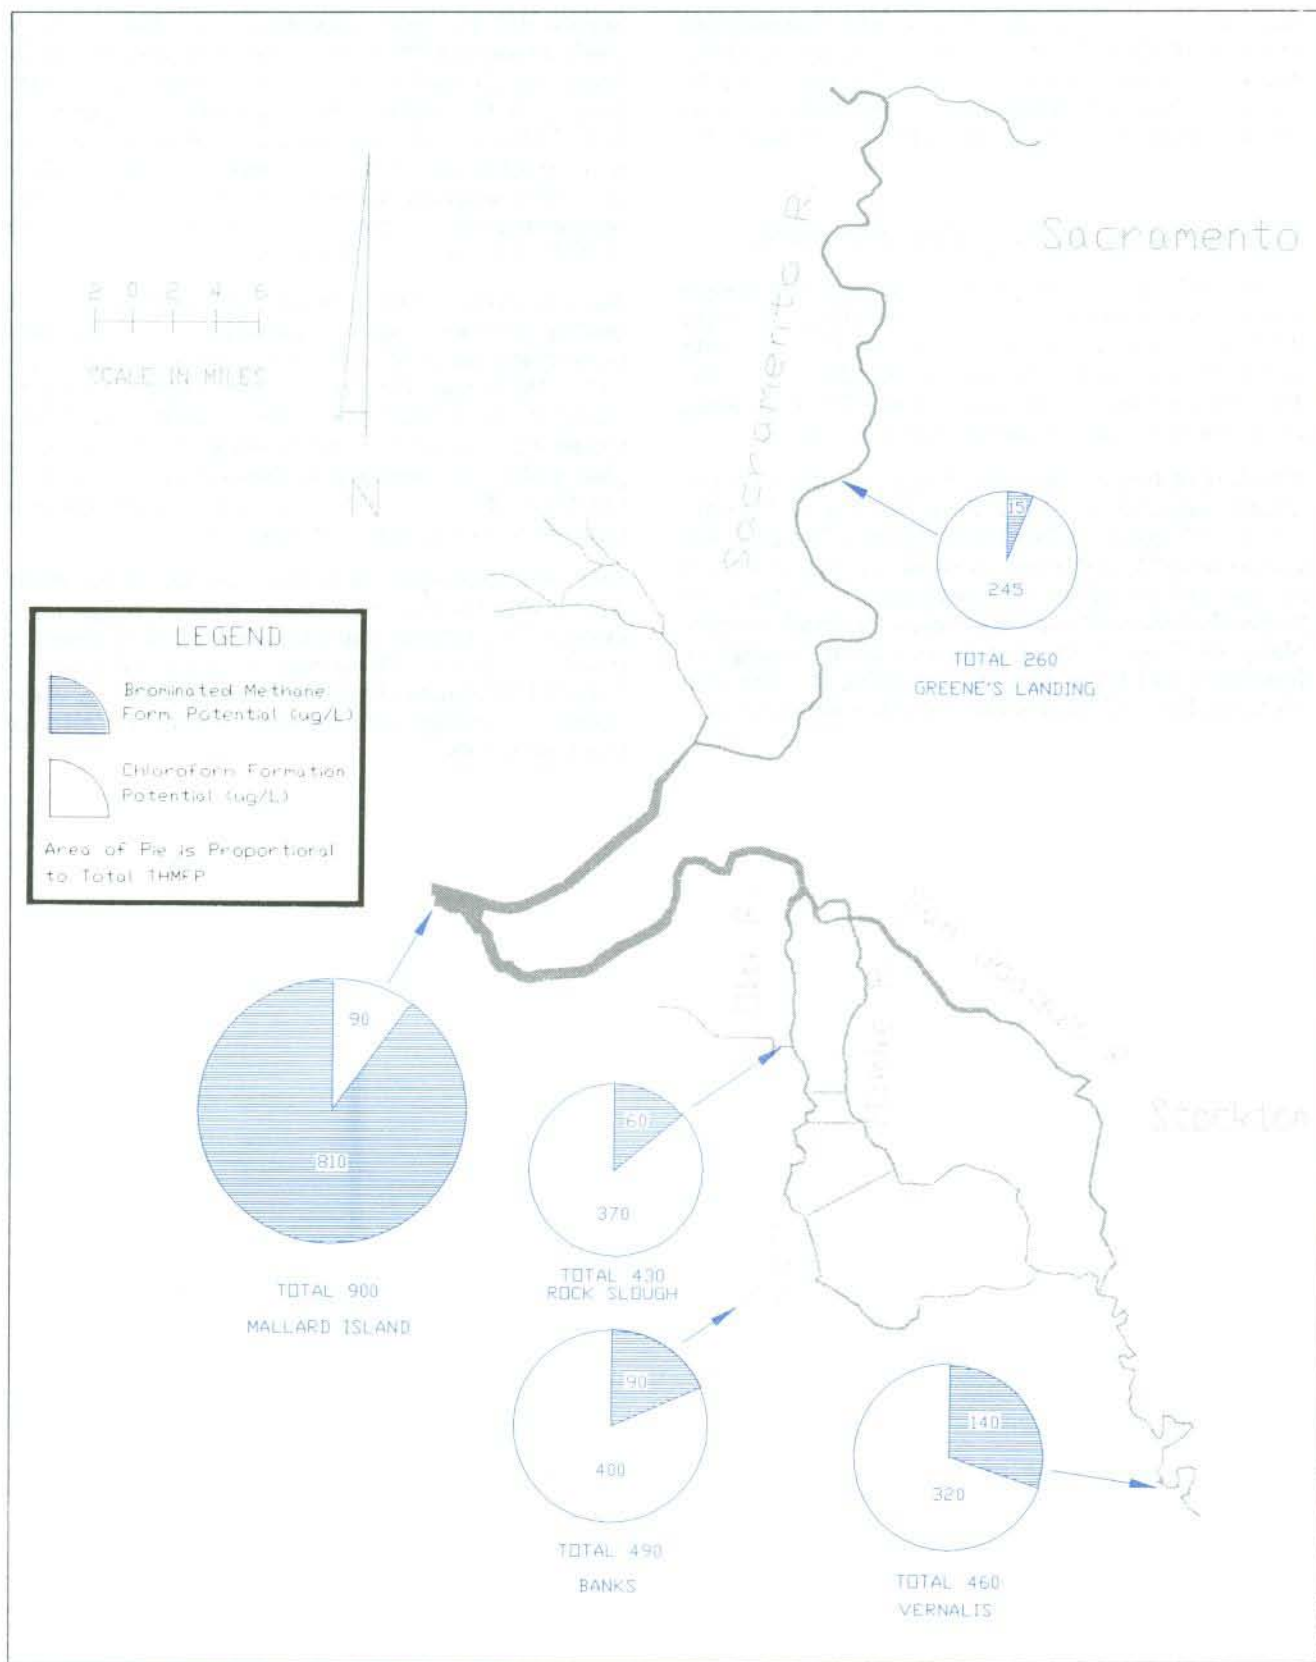 Sacramento
Sacramento R.
2 0 2 4 6
SCALE IN MILES
N
15
245
TOTAL 260
GREENE'S LANDING
LEGEND
Brominated Methane
Form. Potential (ug/L)
Chloroform Formation
Potential (ug/L)
Area of Pie is Proportional
to Total THMFP
90
810
TOTAL 900
MALLARD ISLAND
Stockton
60
370
TOTAL 430
ROCK SLOUGH
90
400
TOTAL 490
BANKS
140
320
TOTAL 460
VERNALIS